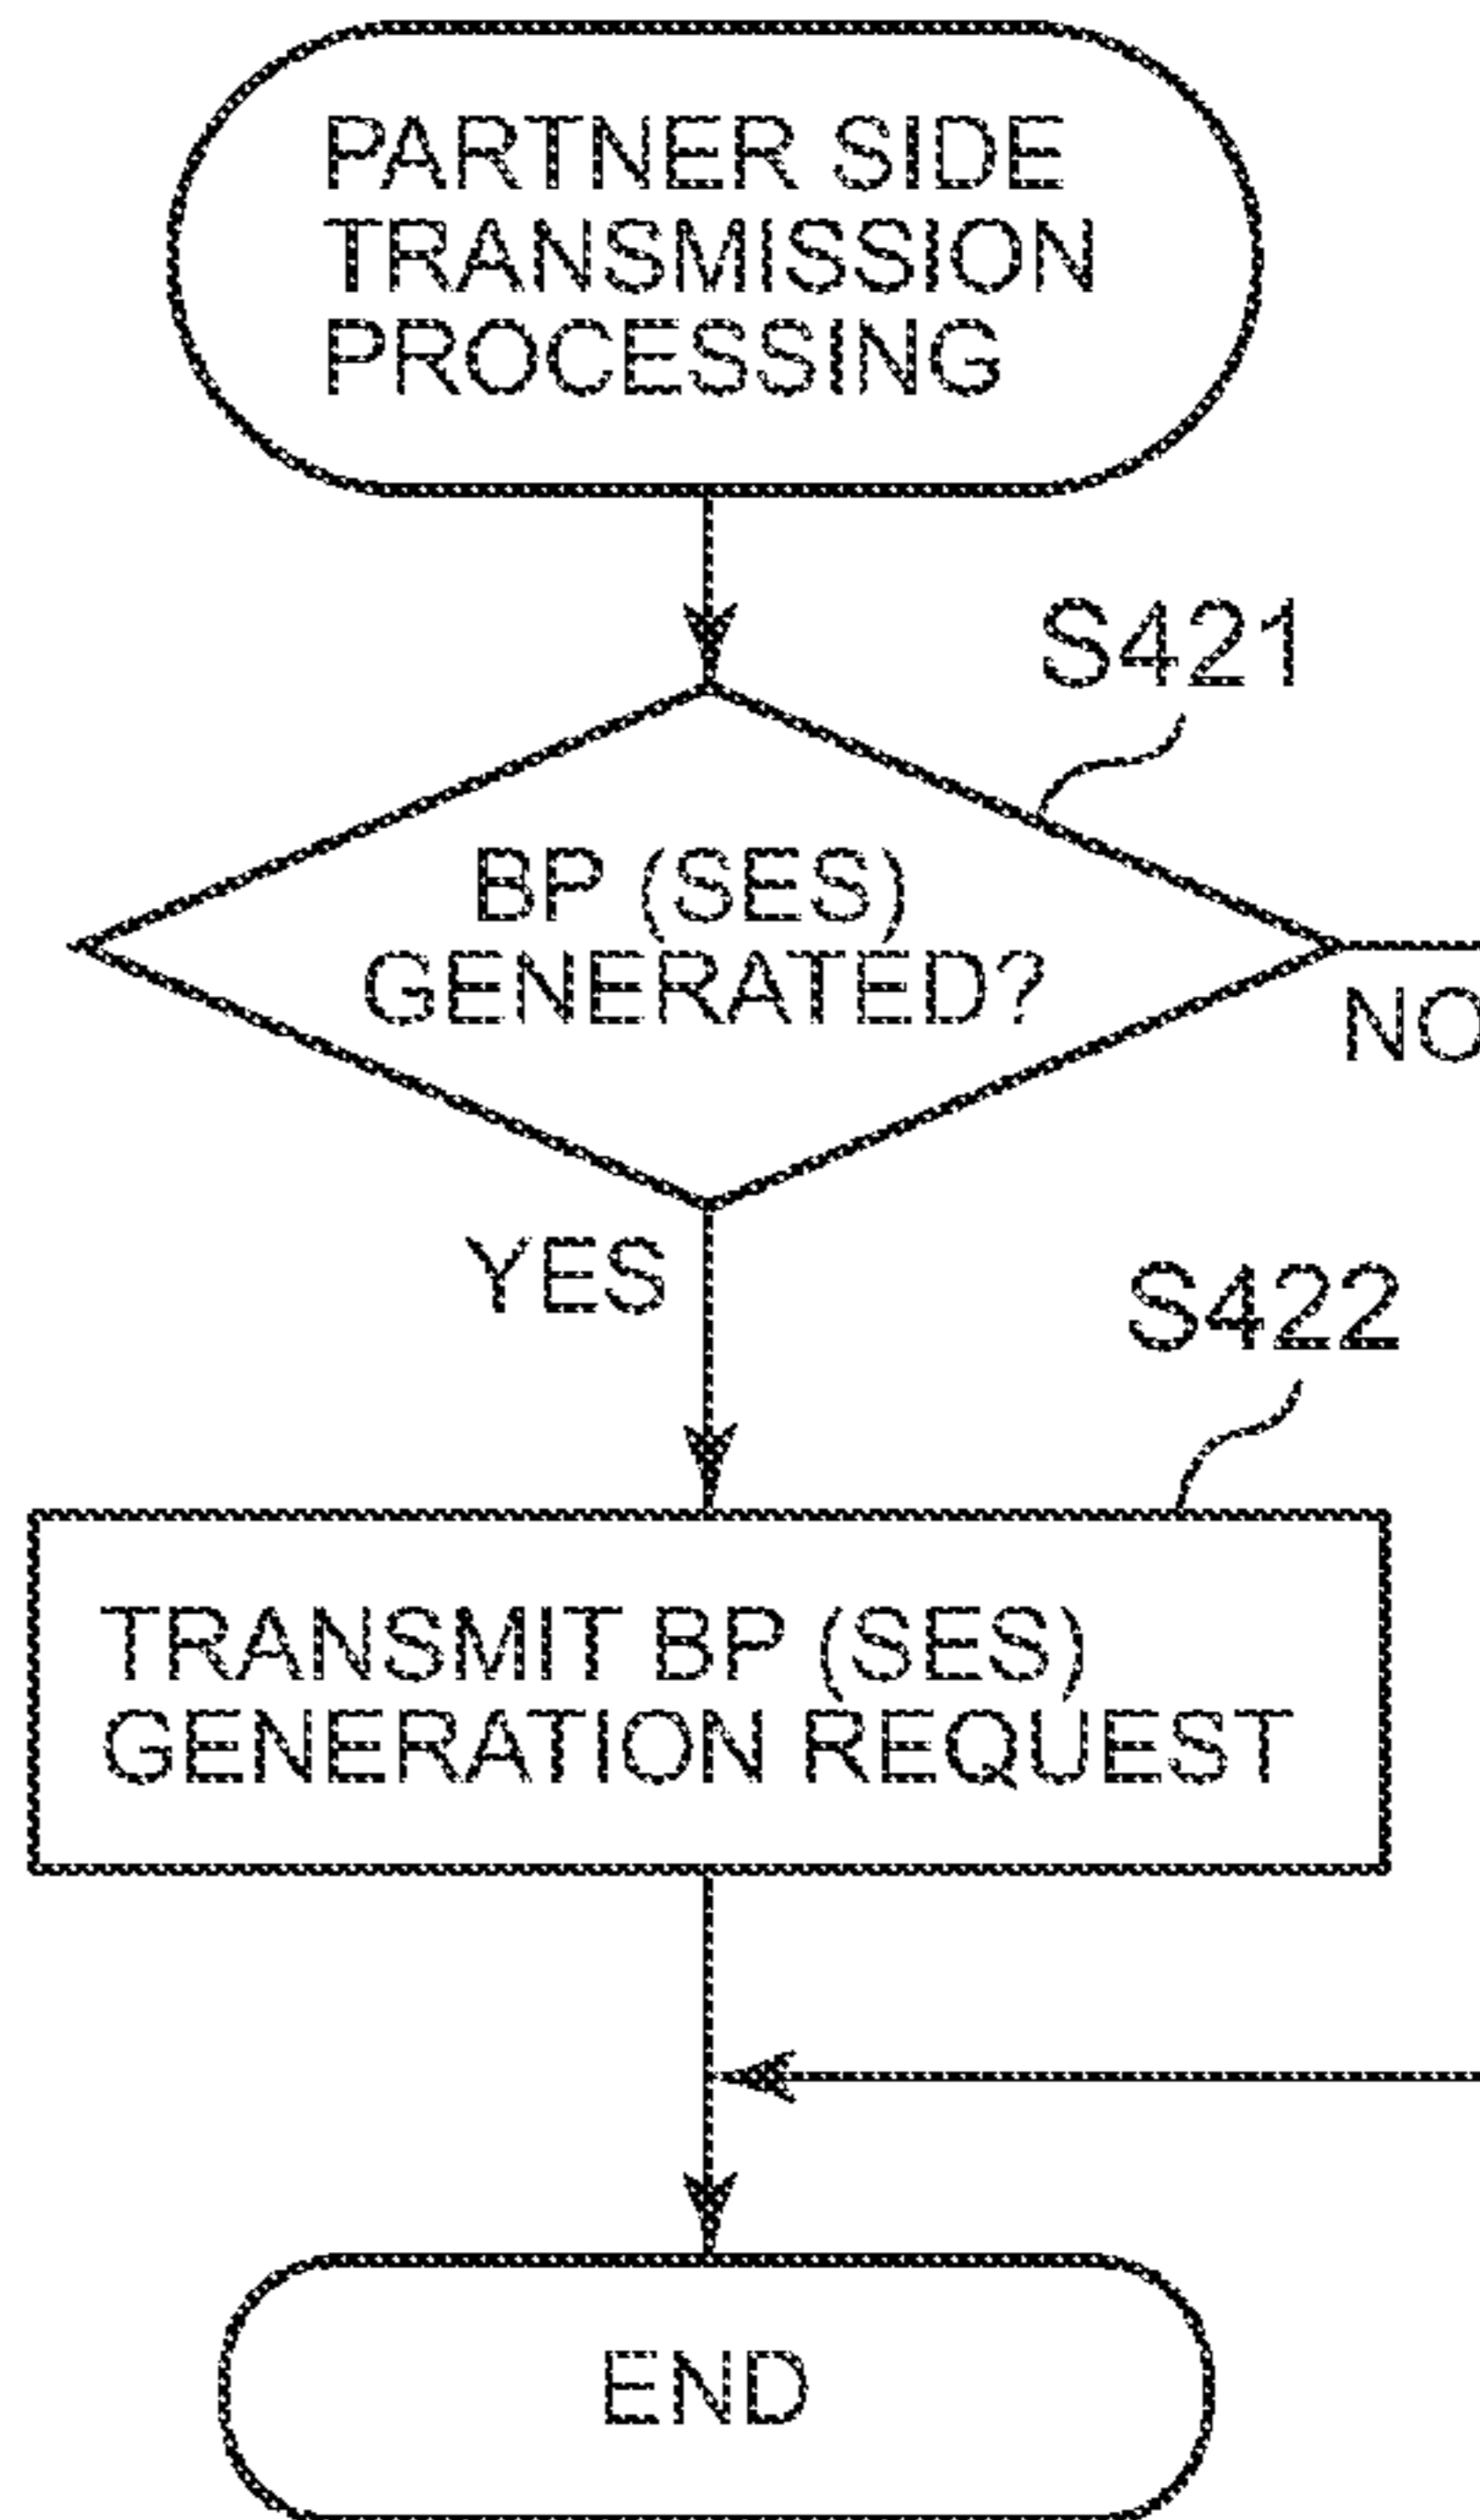 PARTNER SIDE
TRANSMISSION
PROCESSING
S421
BP (SES)
GENERATED?
NO
YES
S422
TRANSMIT BP (SES)
GENERATION REQUEST
END